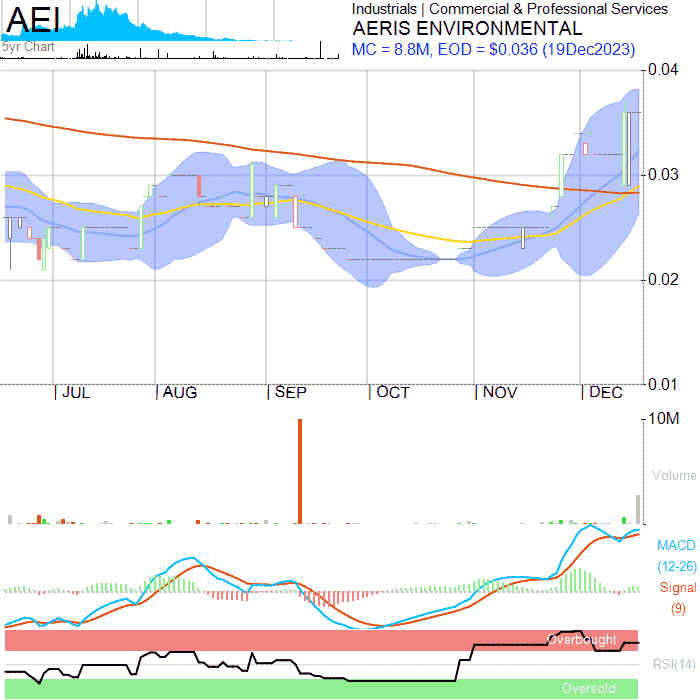 AEI
Industrials | Commercial & Professional Services
AERIS ENVIRONMENTAL
5yr Chart
MC = 8.8M, EOD = $0.036 (19Dec2023)
0.04
0.03
0.02
0.01
JUL
AUG
SEP
OCT
NOV
DEC
10M
Volume
MACD
(12-26)
Signal
(9)
Overbought
RSI(14)
Oversold